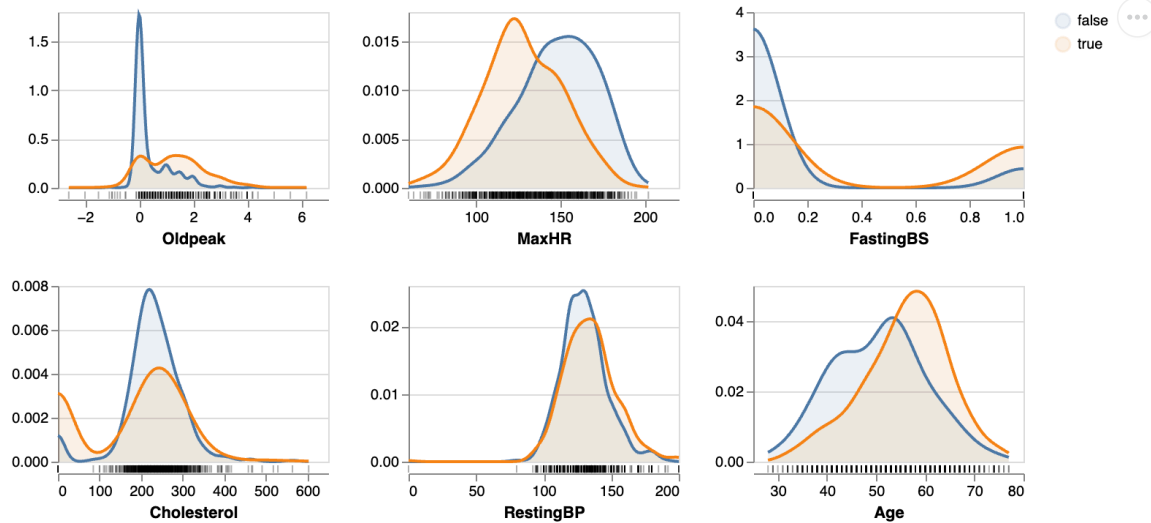 1.5
1.0
0.5
0.0
−2 0 2 4 6
Oldpeak
0.015
0.010
0.005
0.000
100 150 200
MaxHR
4
3
2
1
0
0.0 0.2 0.4 0.6 0.8 1.0
FastingBS
false
true
0.008
0.006
0.004
0.002
0.000
0 100 200 300 400 500 600
Cholesterol
0.02
0.01
0.00
0 50 100 150 200
RestingBP
0.04
0.02
0.00
30 40 50 60 70 80
Age